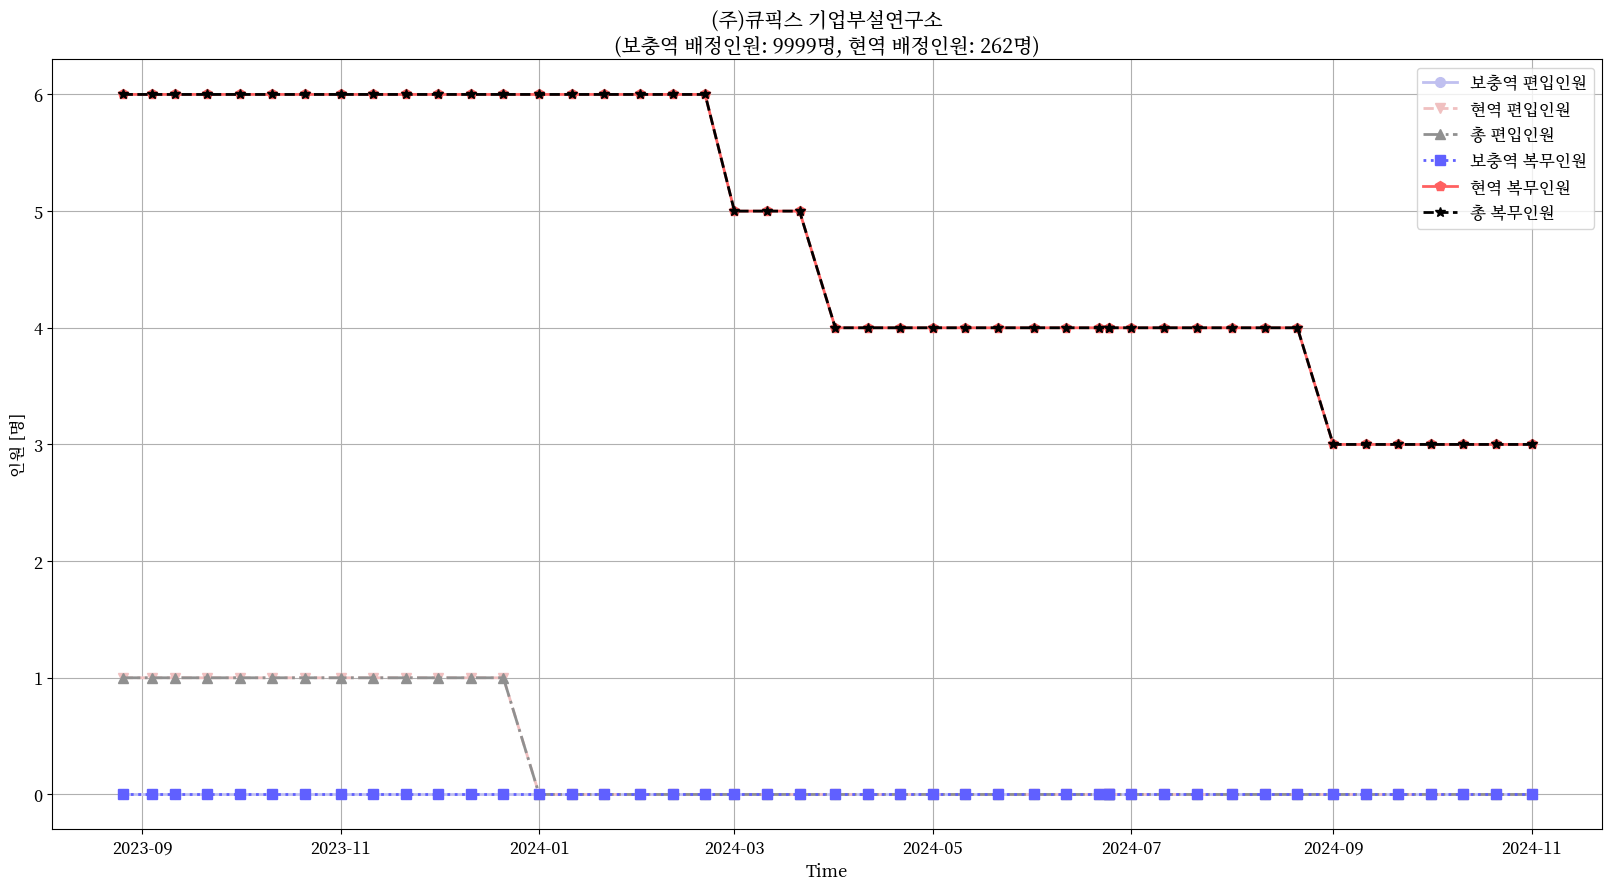 (주)큐픽스 기업부설연구소
(보충역 배정인원: 9999명, 현역 배정인원: 262명)
보충역 편입인원
현역 편입인원
총 편입인원
보충역 복무인원
현역 복무인원
총 복무인원
인원 [명]
6
5
4
3
2
1
0
2023-09
2023-11
2024-01
2024-03
2024-05
2024-07
2024-09
2024-11
Time